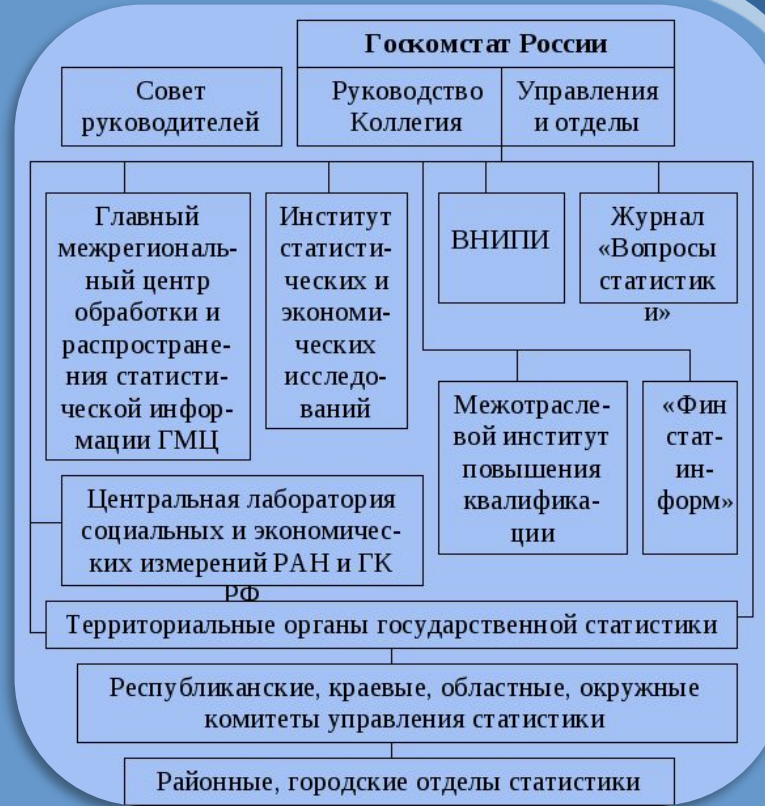 Госкомстат России
Совет
руководителей
Руководство
Коллегия
Управления
и отделы
Главный
межрегиональ-
ный центр
обработки и
распростране-
ния статисти-
ческой инфор-
мации ГМЦ
Институт
статисти-
ческих и
экономи-
ческих
исследо-
ваний
ВНИПИ
Журнал
«Вопросы
статистик
и»
Межотрасле-
вой институт
повышения
квалифика-
ции
«Фин
стат-
ин-
форм»
Центральная лаборатория
социальных и экономичес-
ких измерений РАН и ГК
РФ
Территориальные органы государственной статистики
Республиканские, краевые, областные, окружные
комитеты управления статистики
Районные, городские отделы статистики